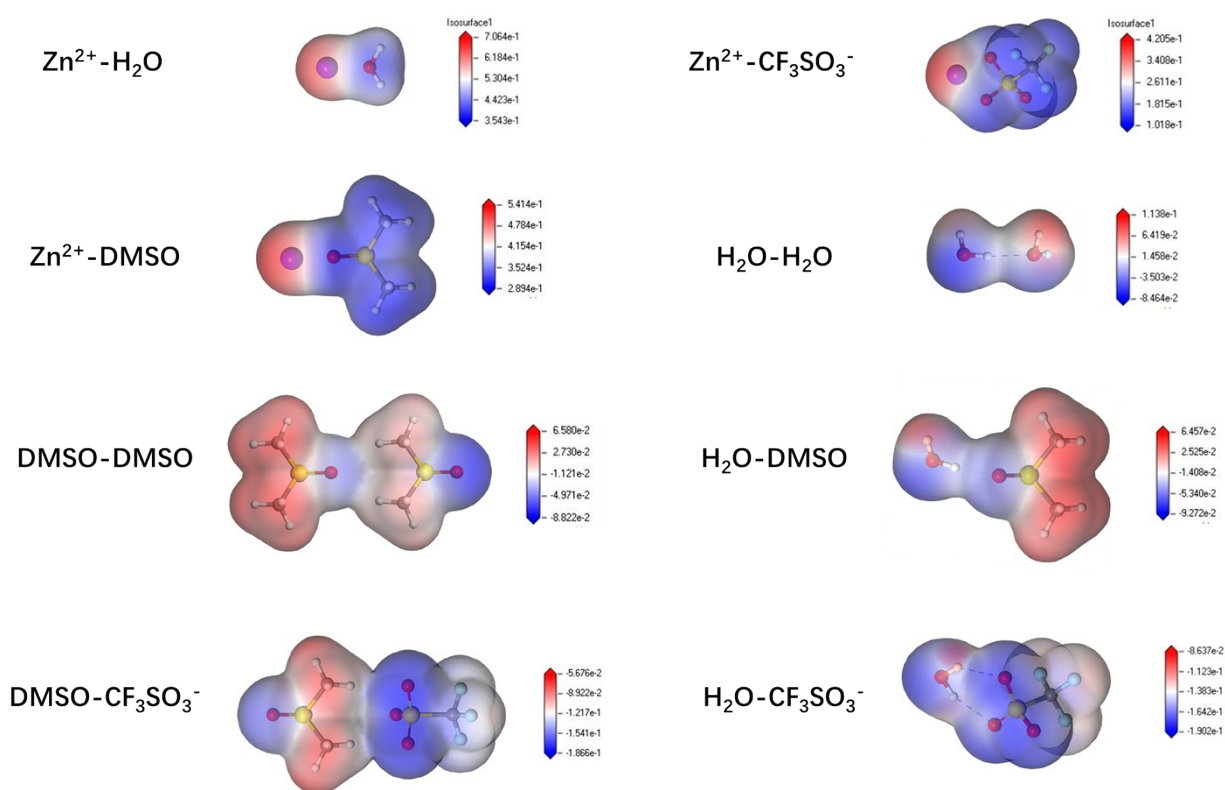 Zn²⁺-H₂O
Isosurface1
7.064e-1
6.184e-1
5.304e-1
4.423e-1
3.543e-1
Zn²⁺-CF₃SO₃⁻
Isosurface1
4.205e-1
3.408e-1
2.611e-1
1.815e-1
1.018e-1
Zn²⁺-DMSO
5.414e-1
4.784e-1
4.154e-1
3.524e-1
2.894e-1
H₂O-H₂O
1.138e-1
6.419e-2
1.458e-2
-3.503e-2
-8.464e-2
DMSO-DMSO
6.580e-2
2.730e-2
-1.121e-2
-4.971e-2
-8.822e-2
H₂O-DMSO
6.457e-2
2.525e-2
-1.408e-2
-5.340e-2
-9.272e-2
DMSO-CF₃SO₃⁻
-5.676e-2
-8.922e-2
-1.217e-1
-1.541e-1
-1.866e-1
H₂O-CF₃SO₃⁻
-8.637e-2
-1.123e-1
-1.383e-1
-1.642e-1
-1.902e-1